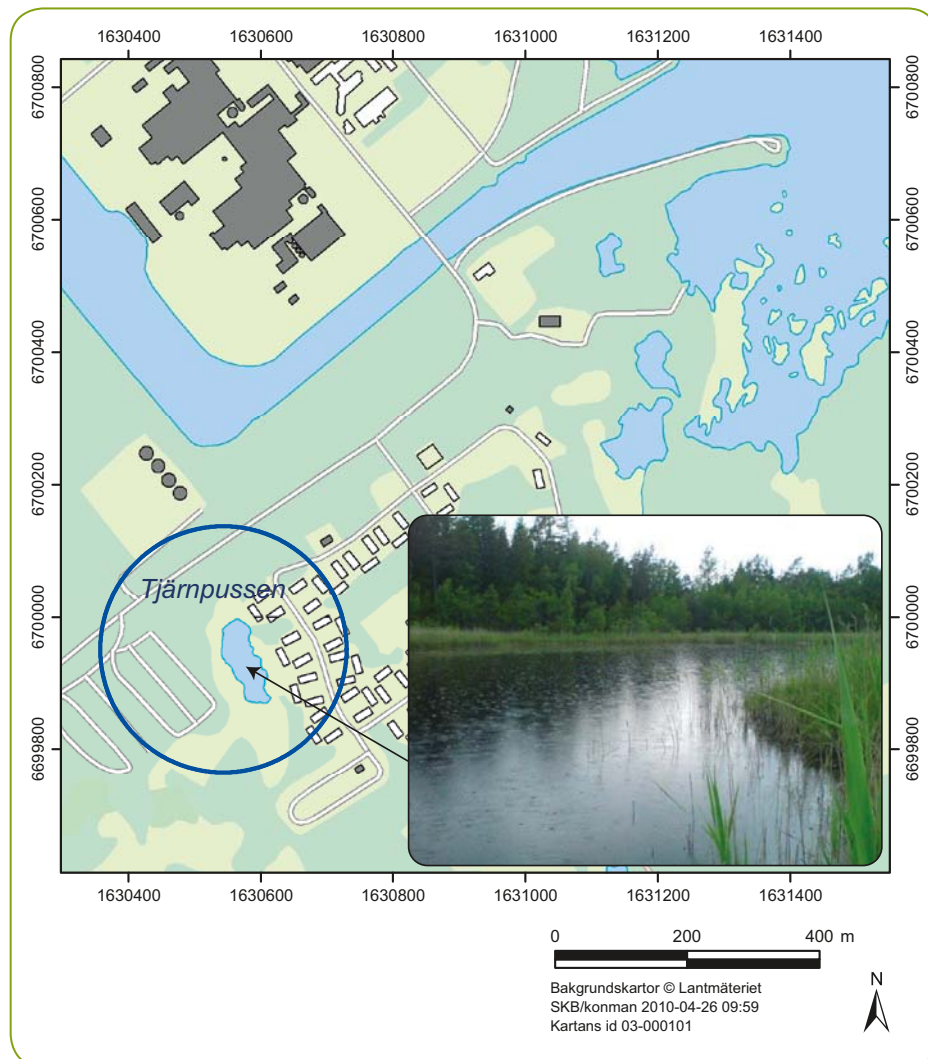 1630400 1630600 1630800 1631000 1631200 1631400
6700800 6700800
6700600 6700600
6700400 6700400
6700200 6700200
Tjärnpussen
6700000 6700000
6699800 6699800
1630400 1630600 1630800 1631000 1631200 1631400
0 200 400 m
Bakgrundskartor © Lantmäteriet
SKB/konman 2010-04-26 09:59
Kartans id 03-000101
N